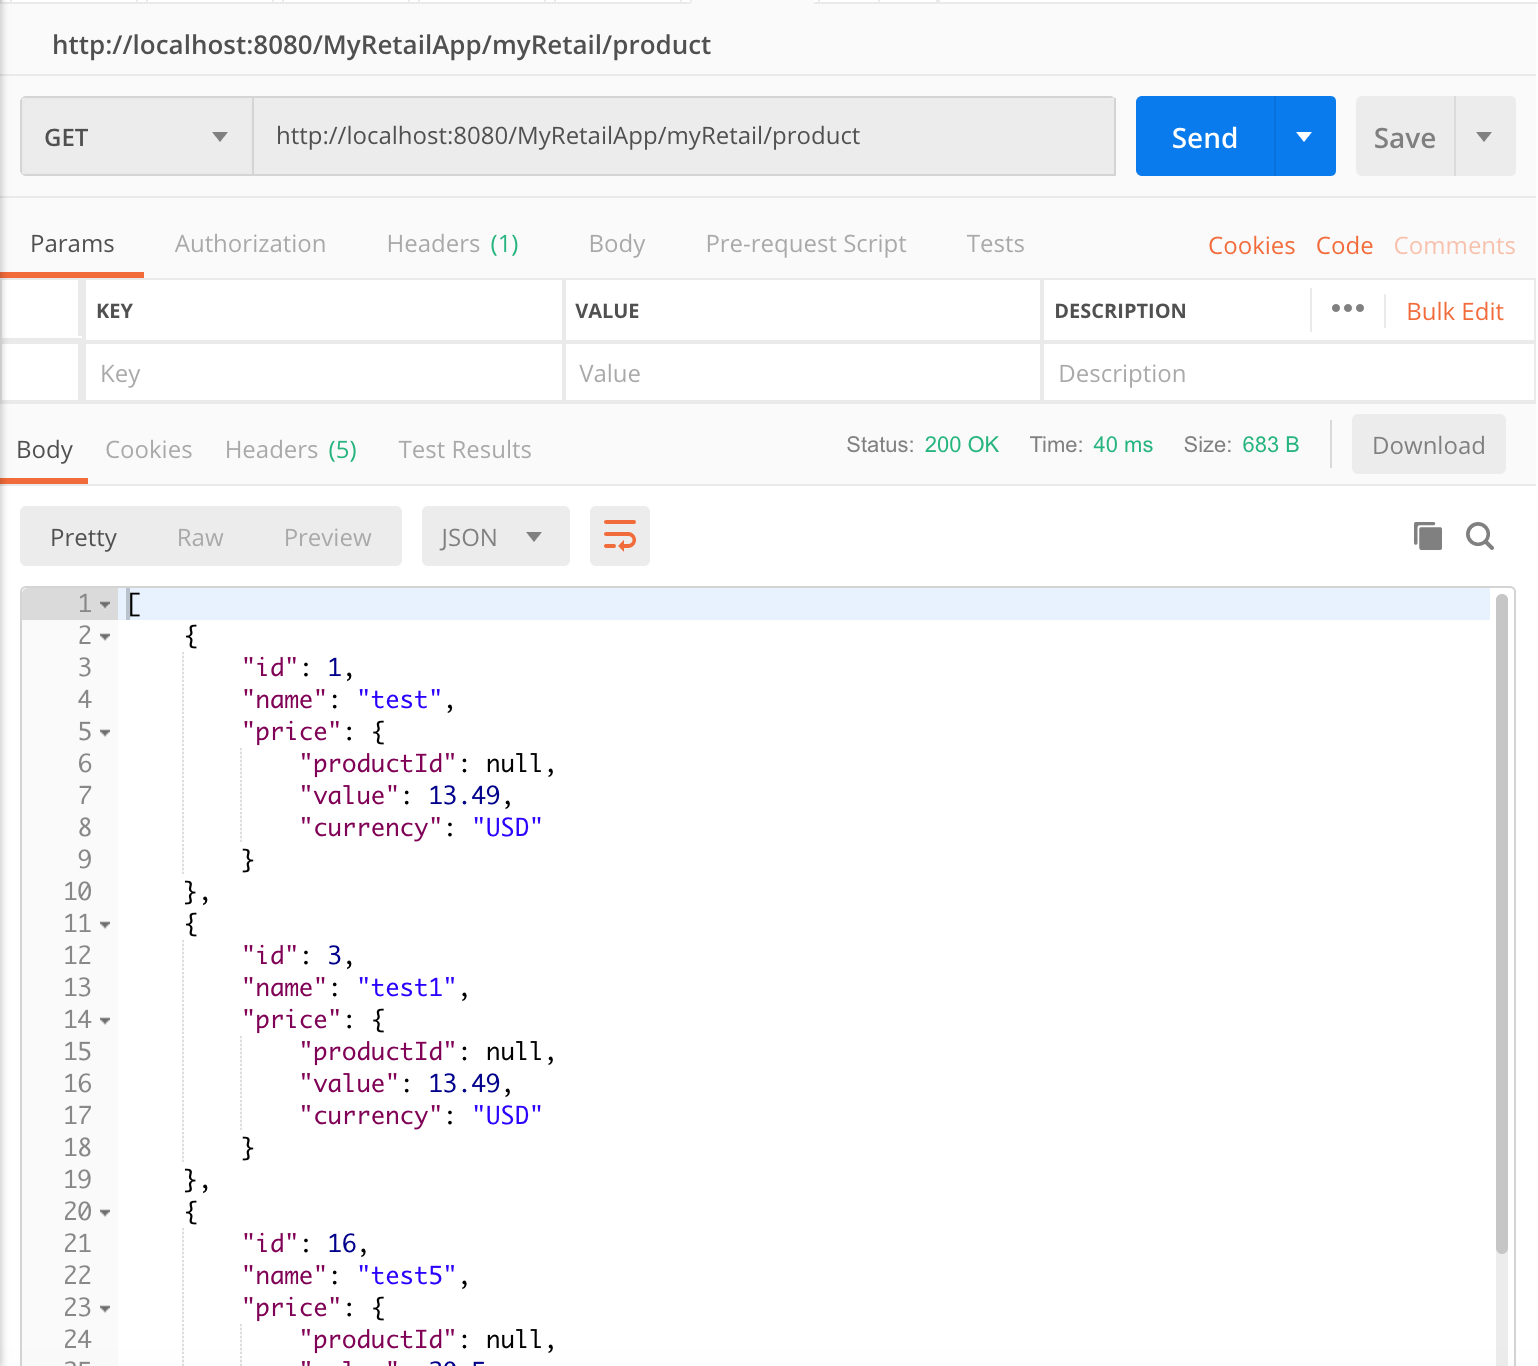 http://localhost:8080/MyRetailApp/myRetail/product
GET http://localhost:8080/MyRetailApp/myRetail/product Send Save
Params Authorization Headers (1) Body Pre-request Script Tests Cookies Code Comments
KEY VALUE DESCRIPTION ••• Bulk Edit
Key Value Description
Body Cookies Headers (5) Test Results Status: 200 OK Time: 40 ms Size: 683 B Download
Pretty Raw Preview JSON
1 [
2 {
3 "id": 1,
4 "name": "test",
5 "price": {
6 "productId": null,
7 "value": 13.49,
8 "currency": "USD"
9 }
10 },
11 {
12 "id": 3,
13 "name": "test1",
14 "price": {
15 "productId": null,
16 "value": 13.49,
17 "currency": "USD"
18 }
19 },
20 {
21 "id": 16,
22 "name": "test5",
23 "price": {
24 "productId": null,